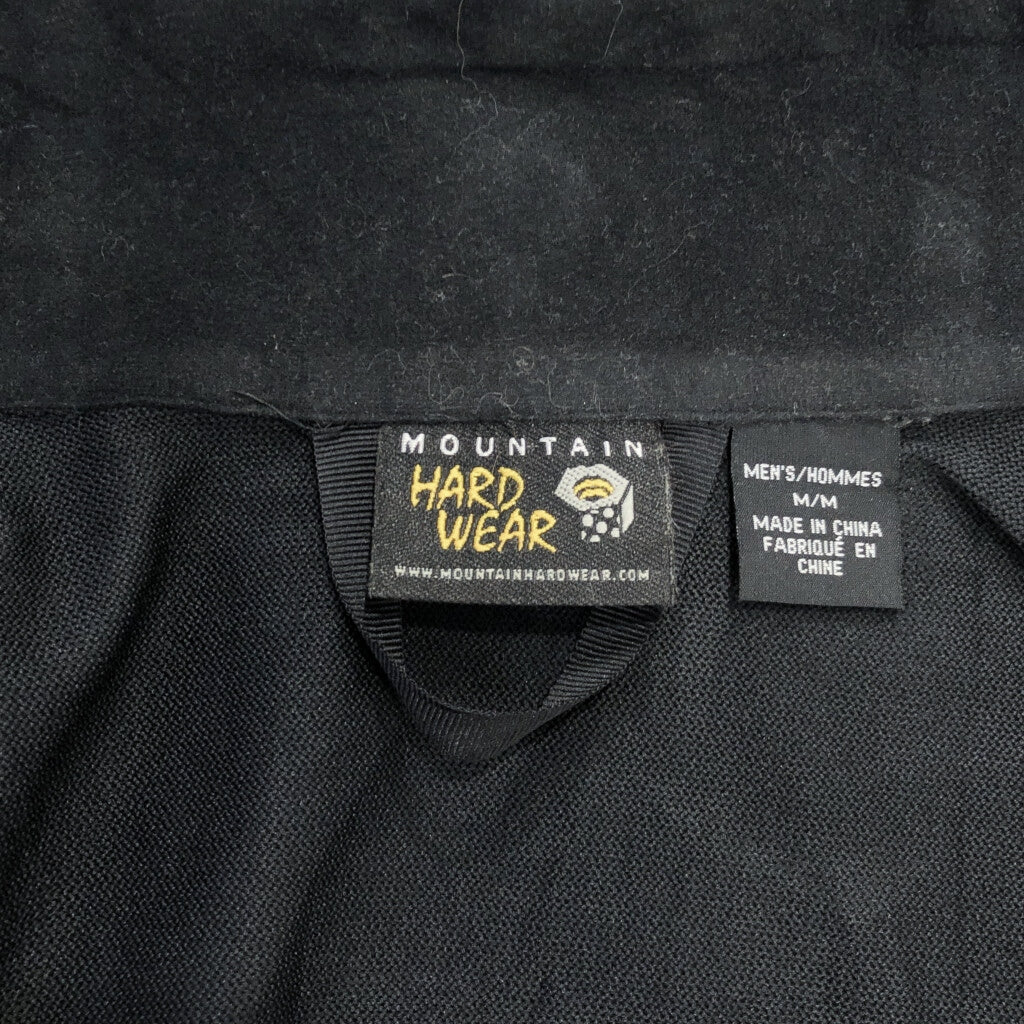 MOUNTAIN
HARD
WEAR
WWW.MOUNTAINHARDWEAR.COM
MEN'S/HOMMES
M/M
MADE IN CHINA
FABRIQUÉ EN
CHINE